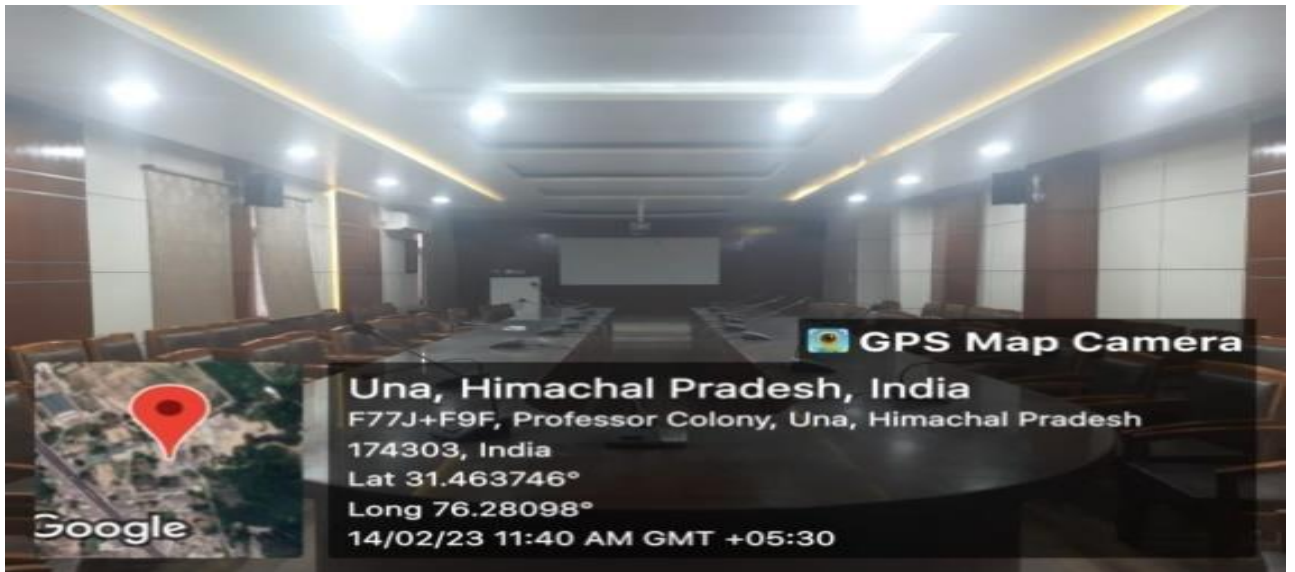 GPS Map Camera
Una, Himachal Pradesh, India
F77J+F9F, Professor Colony, Una, Himachal Pradesh
174303, India
Lat 31.463746°
Long 76.28098°
14/02/23 11:40 AM GMT +05:30
Google